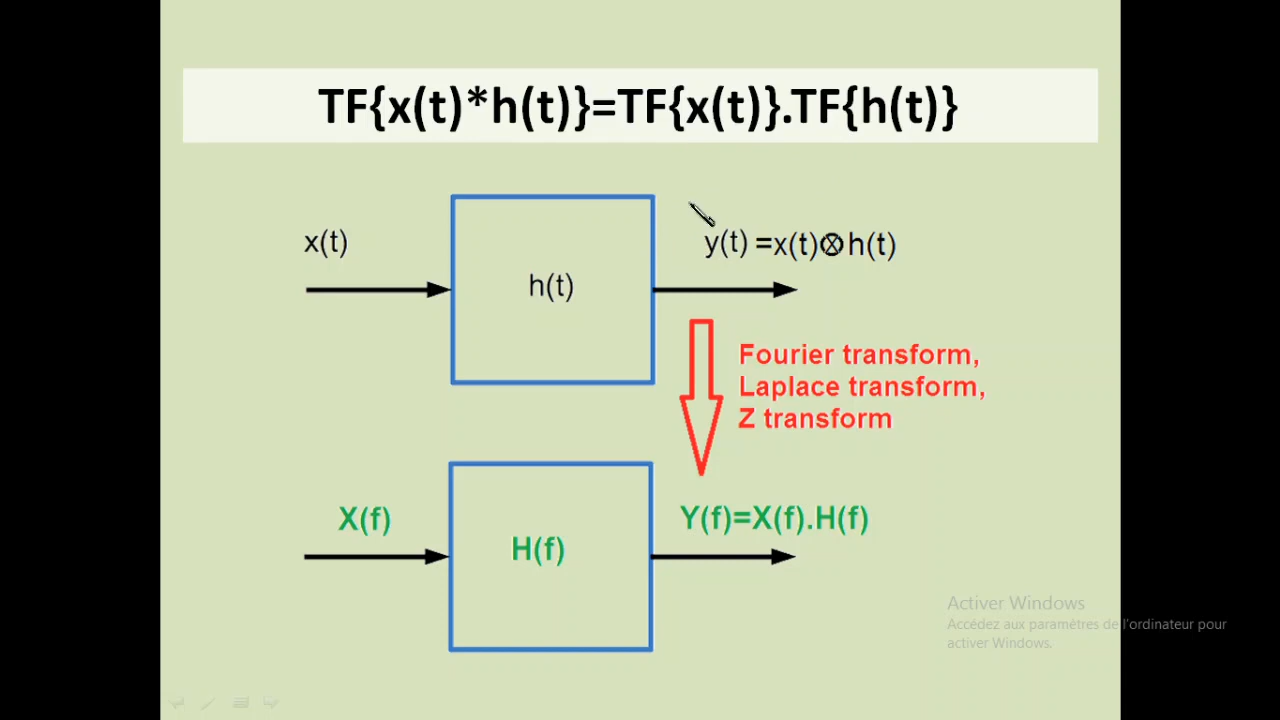 TF{x(t)*h(t)}=TF{x(t)}.TF{h(t)}
x(t)
h(t)
y(t) =x(t)⊗h(t)
Fourier transform,
Laplace transform,
Z transform
X(f)
H(f)
Y(f)=X(f).H(f)
Activer Windows
Accédez aux paramètres de l'ordinateur pour
activer Windows.